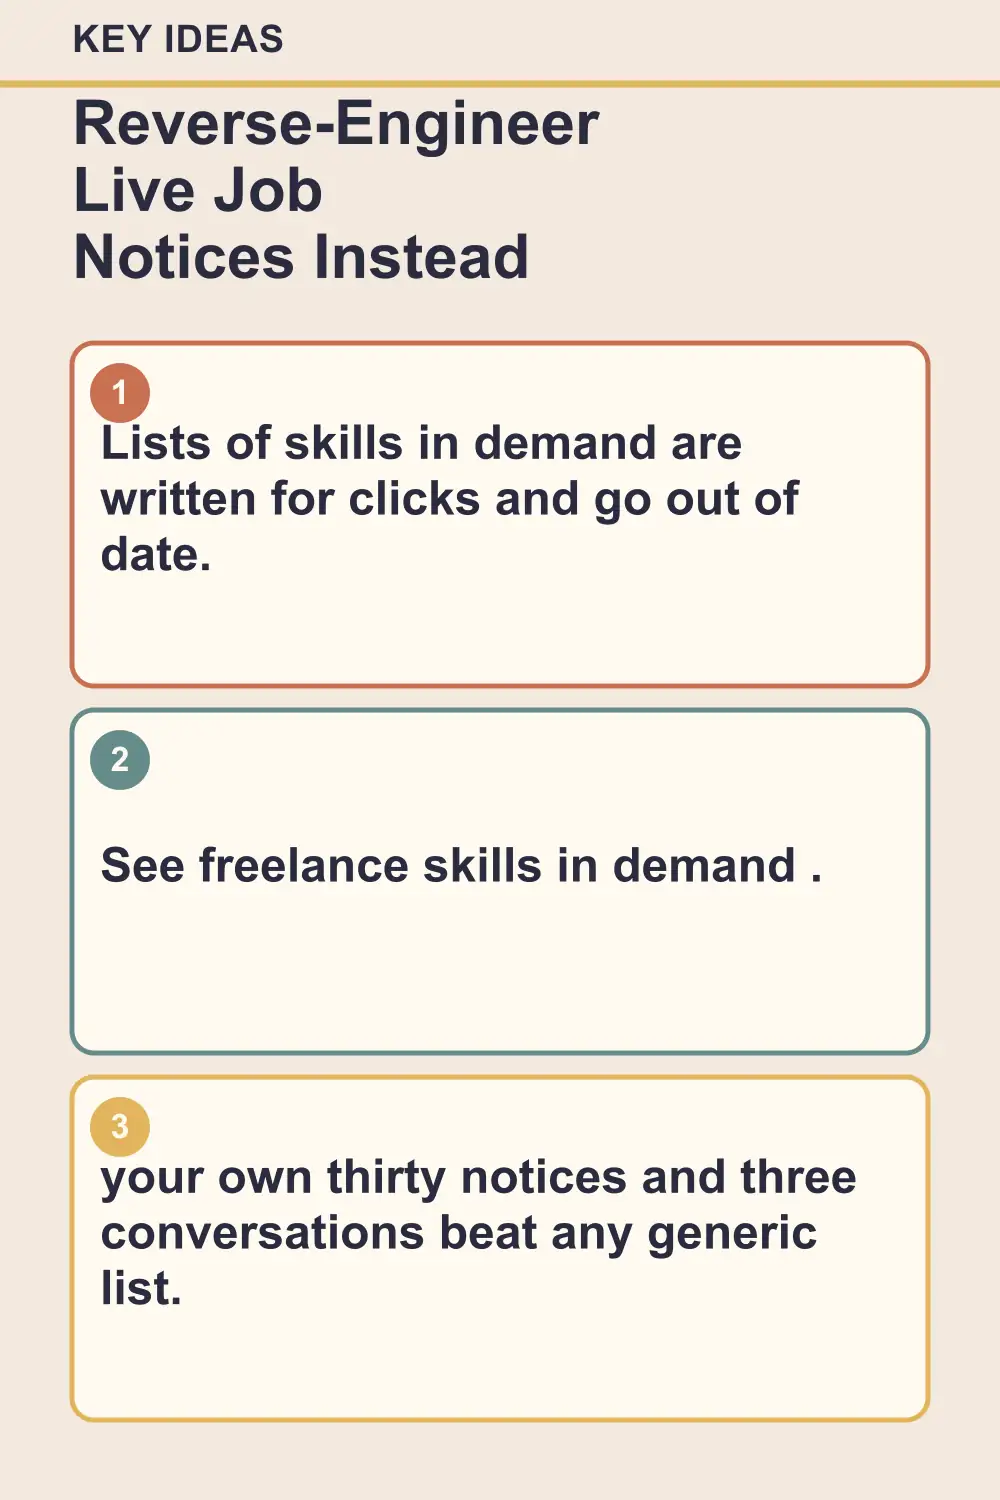 KEY IDEAS
Reverse-Engineer
Live Job
Notices Instead
1
Lists of skills in demand are
written for clicks and go out of
date.
2
See freelance skills in demand .
3
your own thirty notices and three
conversations beat any generic
list.